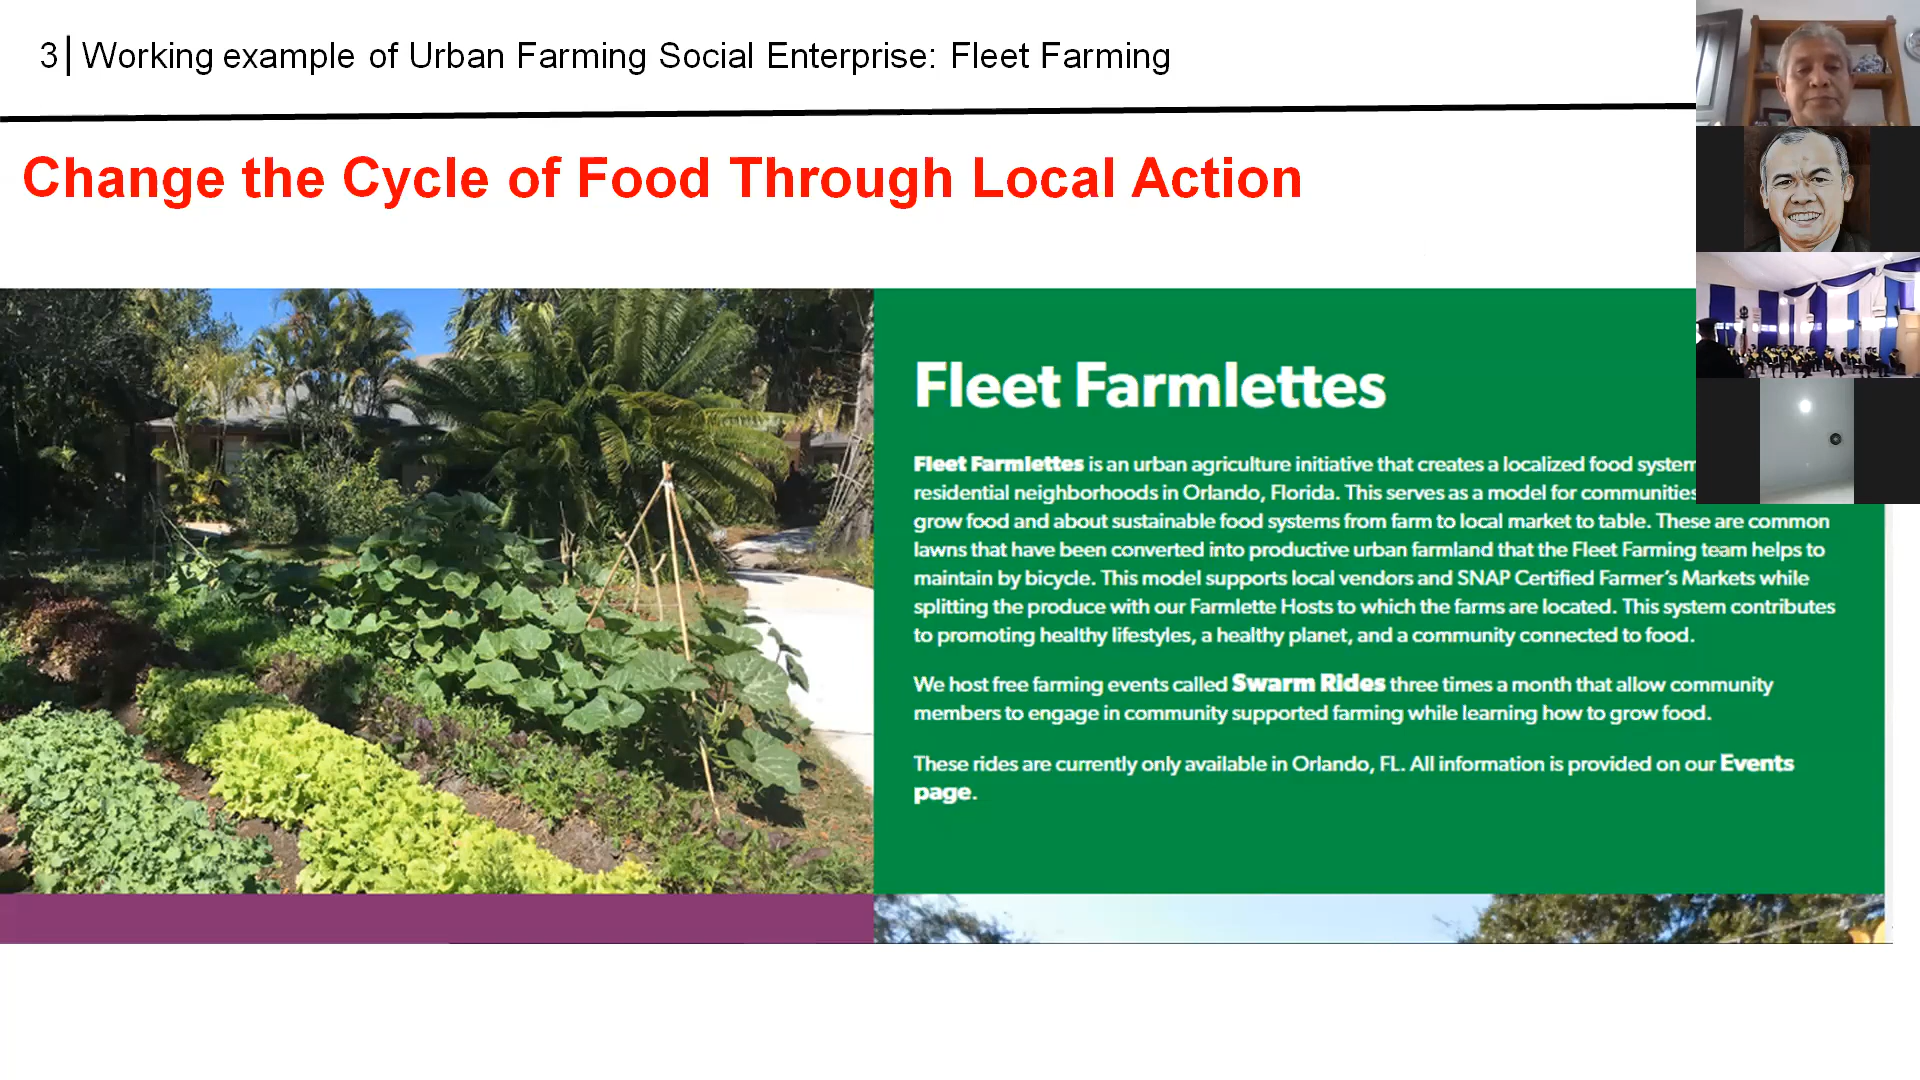 3│Working example of Urban Farming Social Enterprise: Fleet Farming
Change the Cycle of Food Through Local Action
Fleet Farmlettes
Fleet Farmlettes is an urban agriculture initiative that creates a localized food system
residential neighborhoods in Orlando, Florida. This serves as a model for communities
grow food and about sustainable food systems from farm to local market to table. These are common
lawns that have been converted into productive urban farmland that the Fleet Farming team helps to
maintain by bicycle. This model supports local vendors and SNAP Certified Farmer's Markets while
splitting the produce with our Farmlette Hosts to which the farms are located. This system contributes
to promoting healthy lifestyles, a healthy planet, and a community connected to food.
We host free farming events called Swarm Rides three times a month that allow community
members to engage in community supported farming while learning how to grow food.
These rides are currently only available in Orlando, FL. All information is provided on our Events
page.